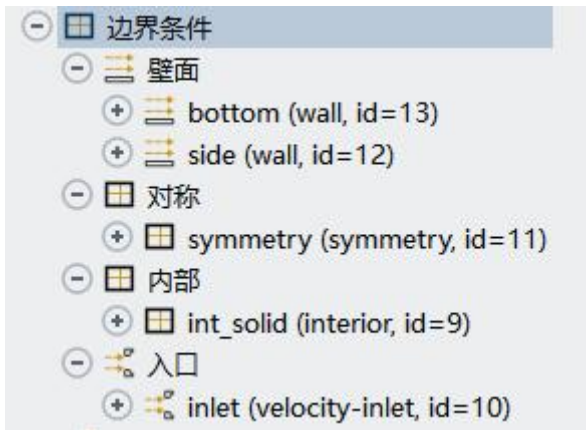 边界条件
壁面
bottom (wall, id=13)
side (wall, id=12)
对称
symmetry (symmetry, id=11)
内部
int_solid (interior, id=9)
入口
inlet (velocity-inlet, id=10)